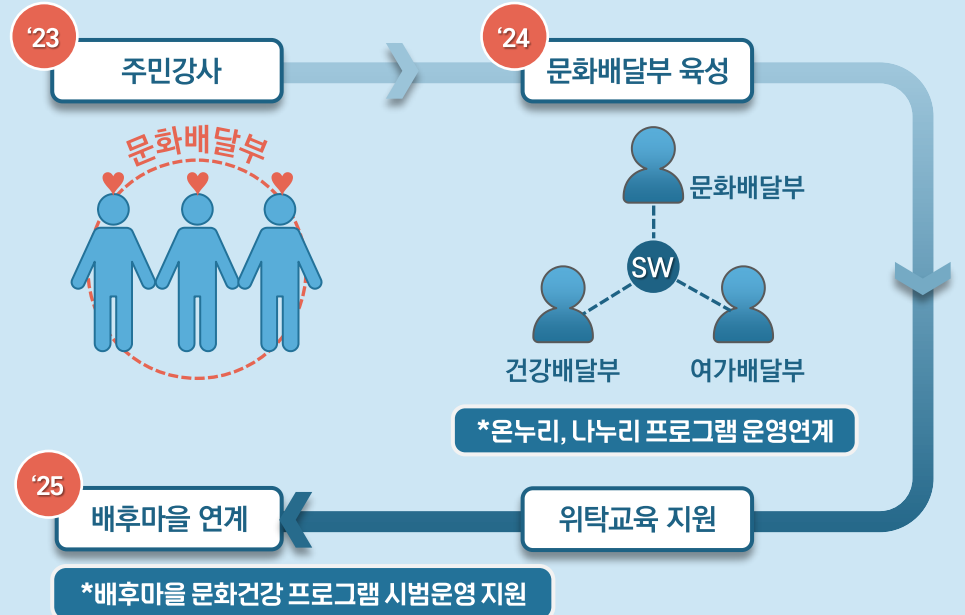 ‘23
주민강사
‘24
문화배달부 육성
문화배달부
문화배달부
SW
건강배달부
여가배달부
*온누리, 나누리 프로그램 운영연계
‘25
배후마을 연계
위탁교육 지원
*배후마을 문화건강 프로그램 시범운영 지원